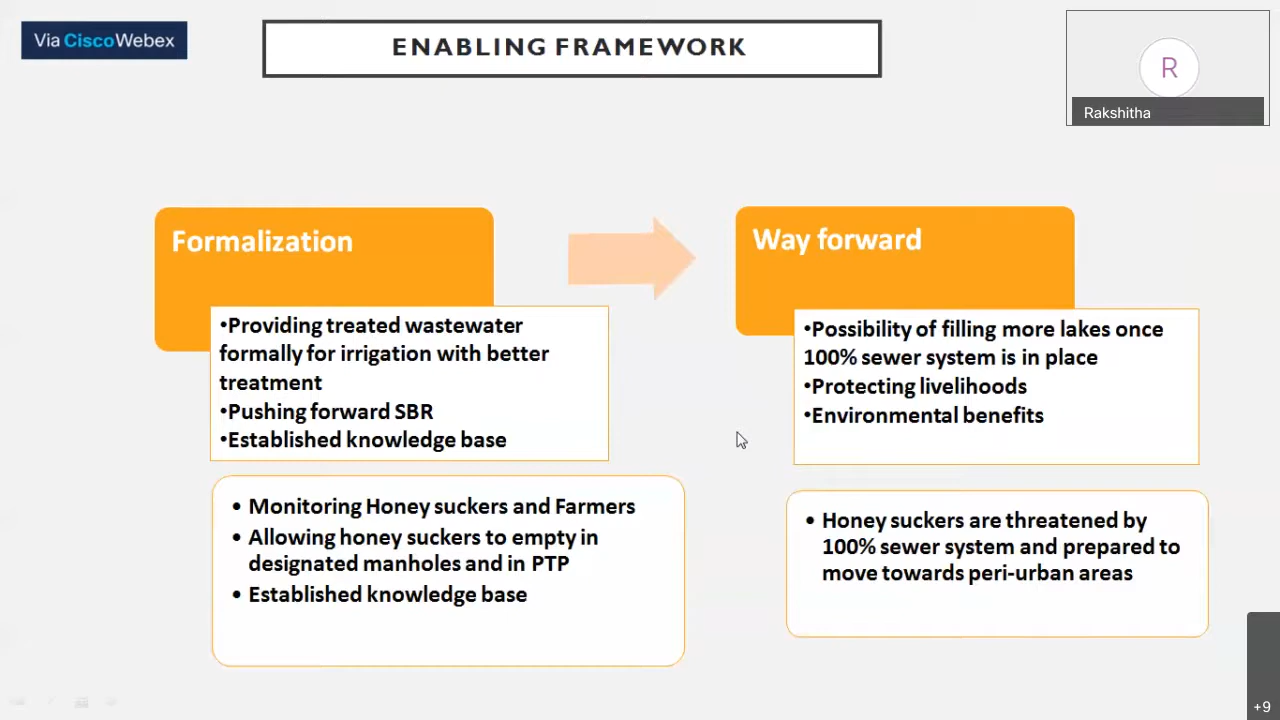 Via CiscoWebex
ENABLING FRAMEWORK
R
Rakshitha
Formalization
•Providing treated wastewater
formally for irrigation with better
treatment
•Pushing forward SBR
•Established knowledge base
• Monitoring Honey suckers and Farmers
• Allowing honey suckers to empty in
designated manholes and in PTP
• Established knowledge base
Way forward
•Possibility of filling more lakes once
100% sewer system is in place
•Protecting livelihoods
•Environmental benefits
• Honey suckers are threatened by
100% sewer system and prepared to
move towards peri-urban areas
+9